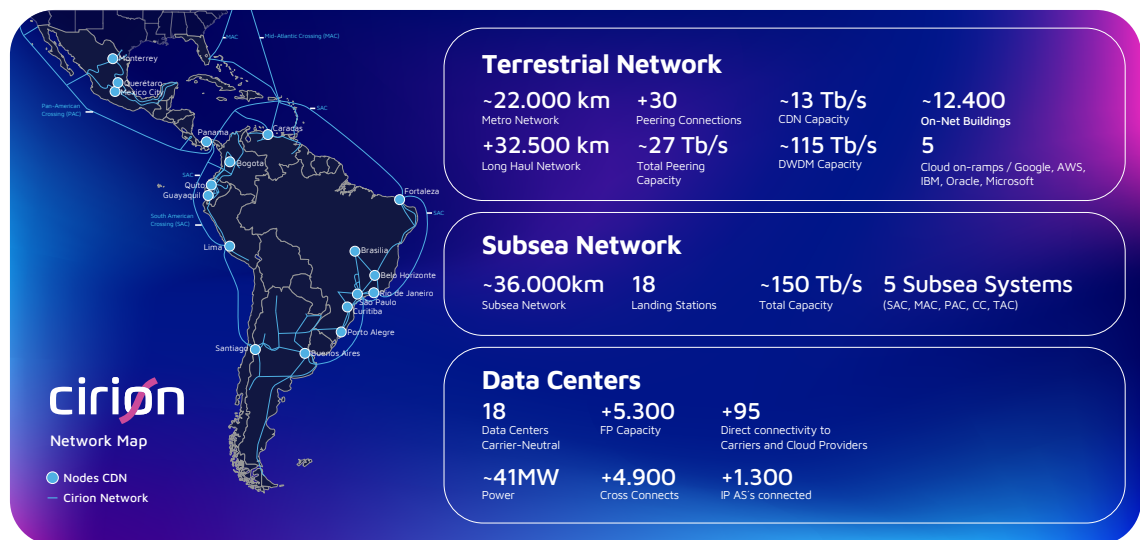 MAC
Mid-Atlantic Crossing (MAC)
Monterrey
Querétaro
Mexico City
Pan-American
Crossing (PAC)
SAC
Panama
Caracas
Bogota
SAC
Quito
Guayaquil
Fortaleza
South American
Crossing (SAC)
SAC
Lima
Brasilia
Belo Horizonte
Rio de Janeiro
São Paulo
Curitiba
Porto Alegre
Santiago
Buenos Aires
cirion
Network Map
Nodes CDN
Cirion Network
Terrestrial Network
~22.000 km
Metro Network
+30
Peering Connections
~13 Tb/s
CDN Capacity
~12.400
On-Net Buildings
+32.500 km
Long Haul Network
~27 Tb/s
Total Peering
Capacity
~115 Tb/s
DWDM Capacity
5
Cloud on-ramps / Google, AWS,
IBM, Oracle, Microsoft
Subsea Network
~36.000km
Subsea Network
18
Landing Stations
~150 Tb/s
Total Capacity
5 Subsea Systems
(SAC, MAC, PAC, CC, TAC)
Data Centers
18
Data Centers
Carrier-Neutral
+5.300
FP Capacity
+95
Direct connectivity to
Carriers and Cloud Providers
~41MW
Power
+4.900
Cross Connects
+1.300
IP AS´s connected